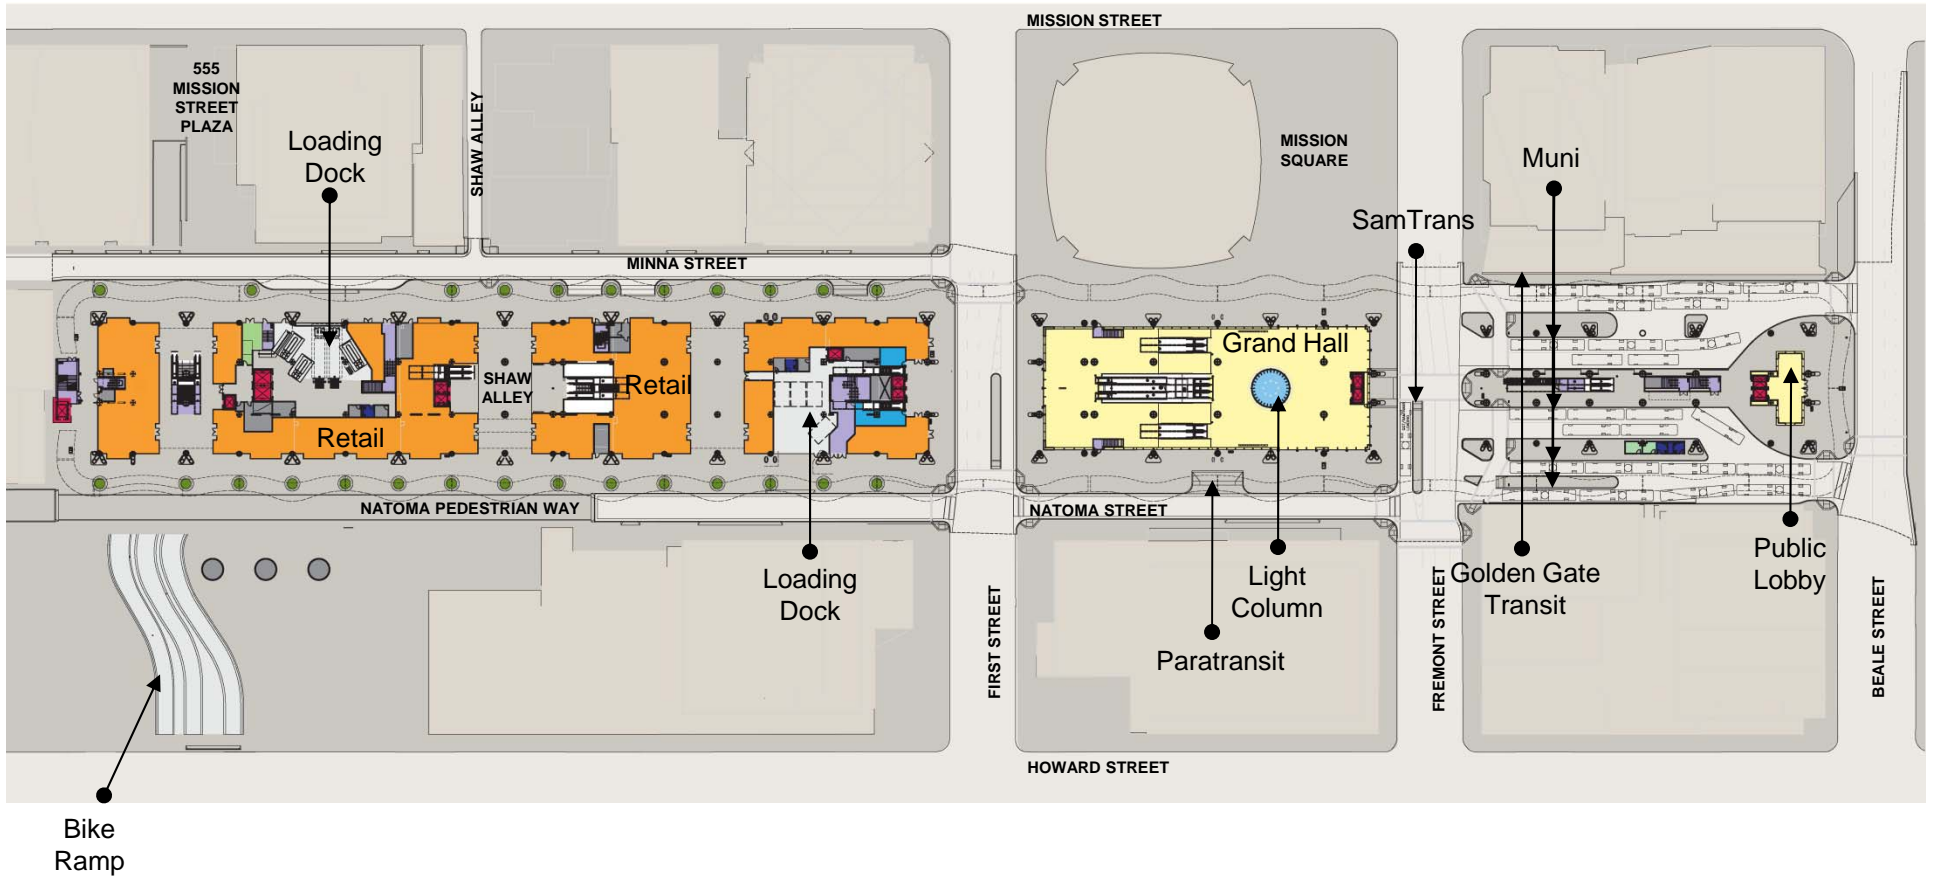 MISSION STREET
555
MISSION
STREET
PLAZA
Loading
Dock
SHAW ALLEY
MISSION
SQUARE
Muni
SamTrans
MINNA STREET
Grand Hall
SHAW
ALLEY
Retail
Retail
NATOMA PEDESTRIAN WAY
NATOMA STREET
Loading
Dock
FIRST STREET
Light
Column
Paratransit
FREMONT STREET
Golden Gate
Transit
Public
Lobby
BEALE STREET
HOWARD STREET
Bike
Ramp